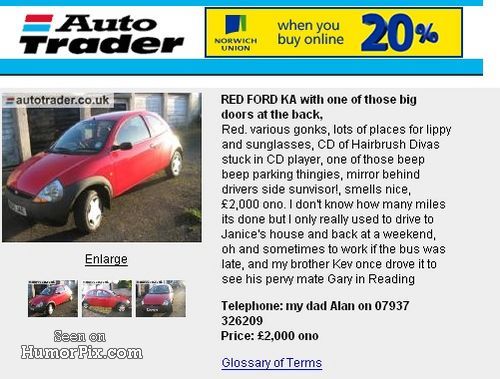 Auto
Trader
NORWICH
UNION
when you
buy online
20%
autotrader.co.uk
RED FORD KA with one of those big
doors at the back,
Red. various gonks, lots of places for lippy
and sunglasses, CD of Hairbrush Divas
stuck in CD player, one of those beep
beep parking thingies, mirror behind
drivers side sunvisor!, smells nice,
£2,000 ono. I don't know how many miles
its done but I only really used to drive to
Janice's house and back at a weekend,
oh and sometimes to work if the bus was
late, and my brother Kev once drove it to
see his pervy mate Gary in Reading
Enlarge
Telephone: my dad Alan on 07937
326209
Price: £2,000 ono
Glossary of Terms
Seen on
HumorPix.com